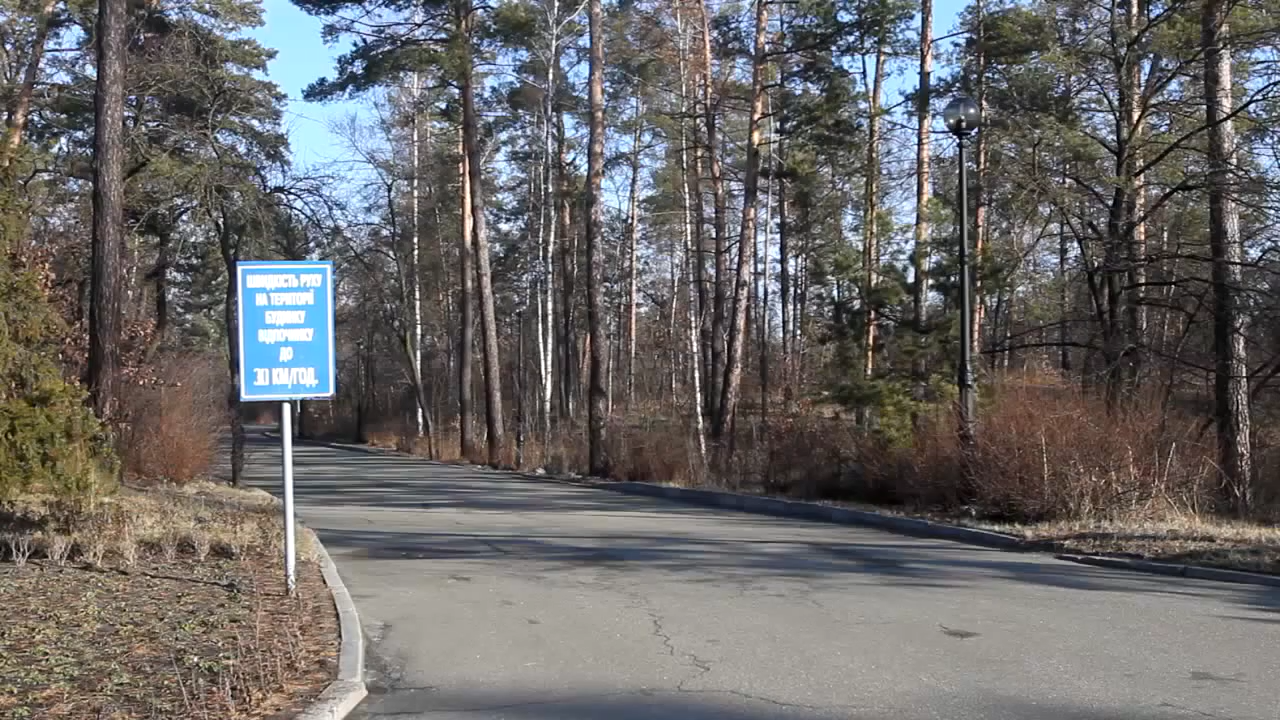 ШВИДКІСТЬ РУХУ
НА ТЕРИТОРІЇ
БУДИНКУ
ВІДПОЧИНКУ
ДО
30 КМ/ГОД.